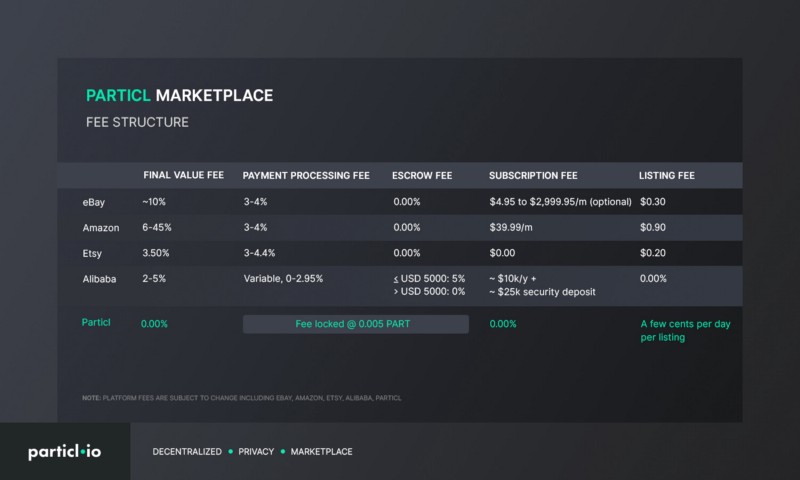 PARTICL MARKETPLACE
FEE STRUCTURE
FINAL VALUE FEE PAYMENT PROCESSING FEE ESCROW FEE SUBSCRIPTION FEE LISTING FEE
eBay ~10% 3-4% 0.00% $4.95 to $2,999.95/m (optional) $0.30
Amazon 6-45% 3-4% 0.00% $39.99/m $0.90
Etsy 3.50% 3-4.4% 0.00% $0.00 $0.20
Alibaba 2-5% Variable, 0-2.95% ≤ USD 5000: 5% ~ $10k/y + 0.00%
> USD 5000: 0% ~ $25k security deposit
Particl 0.00% Fee locked @ 0.005 PART 0.00% A few cents per day
per listing
NOTE: PLATFORM FEES ARE SUBJECT TO CHANGE INCLUDING EBAY, AMAZON, ETSY, ALIBABA, PARTICL
particl•io DECENTRALIZED • PRIVACY • MARKETPLACE